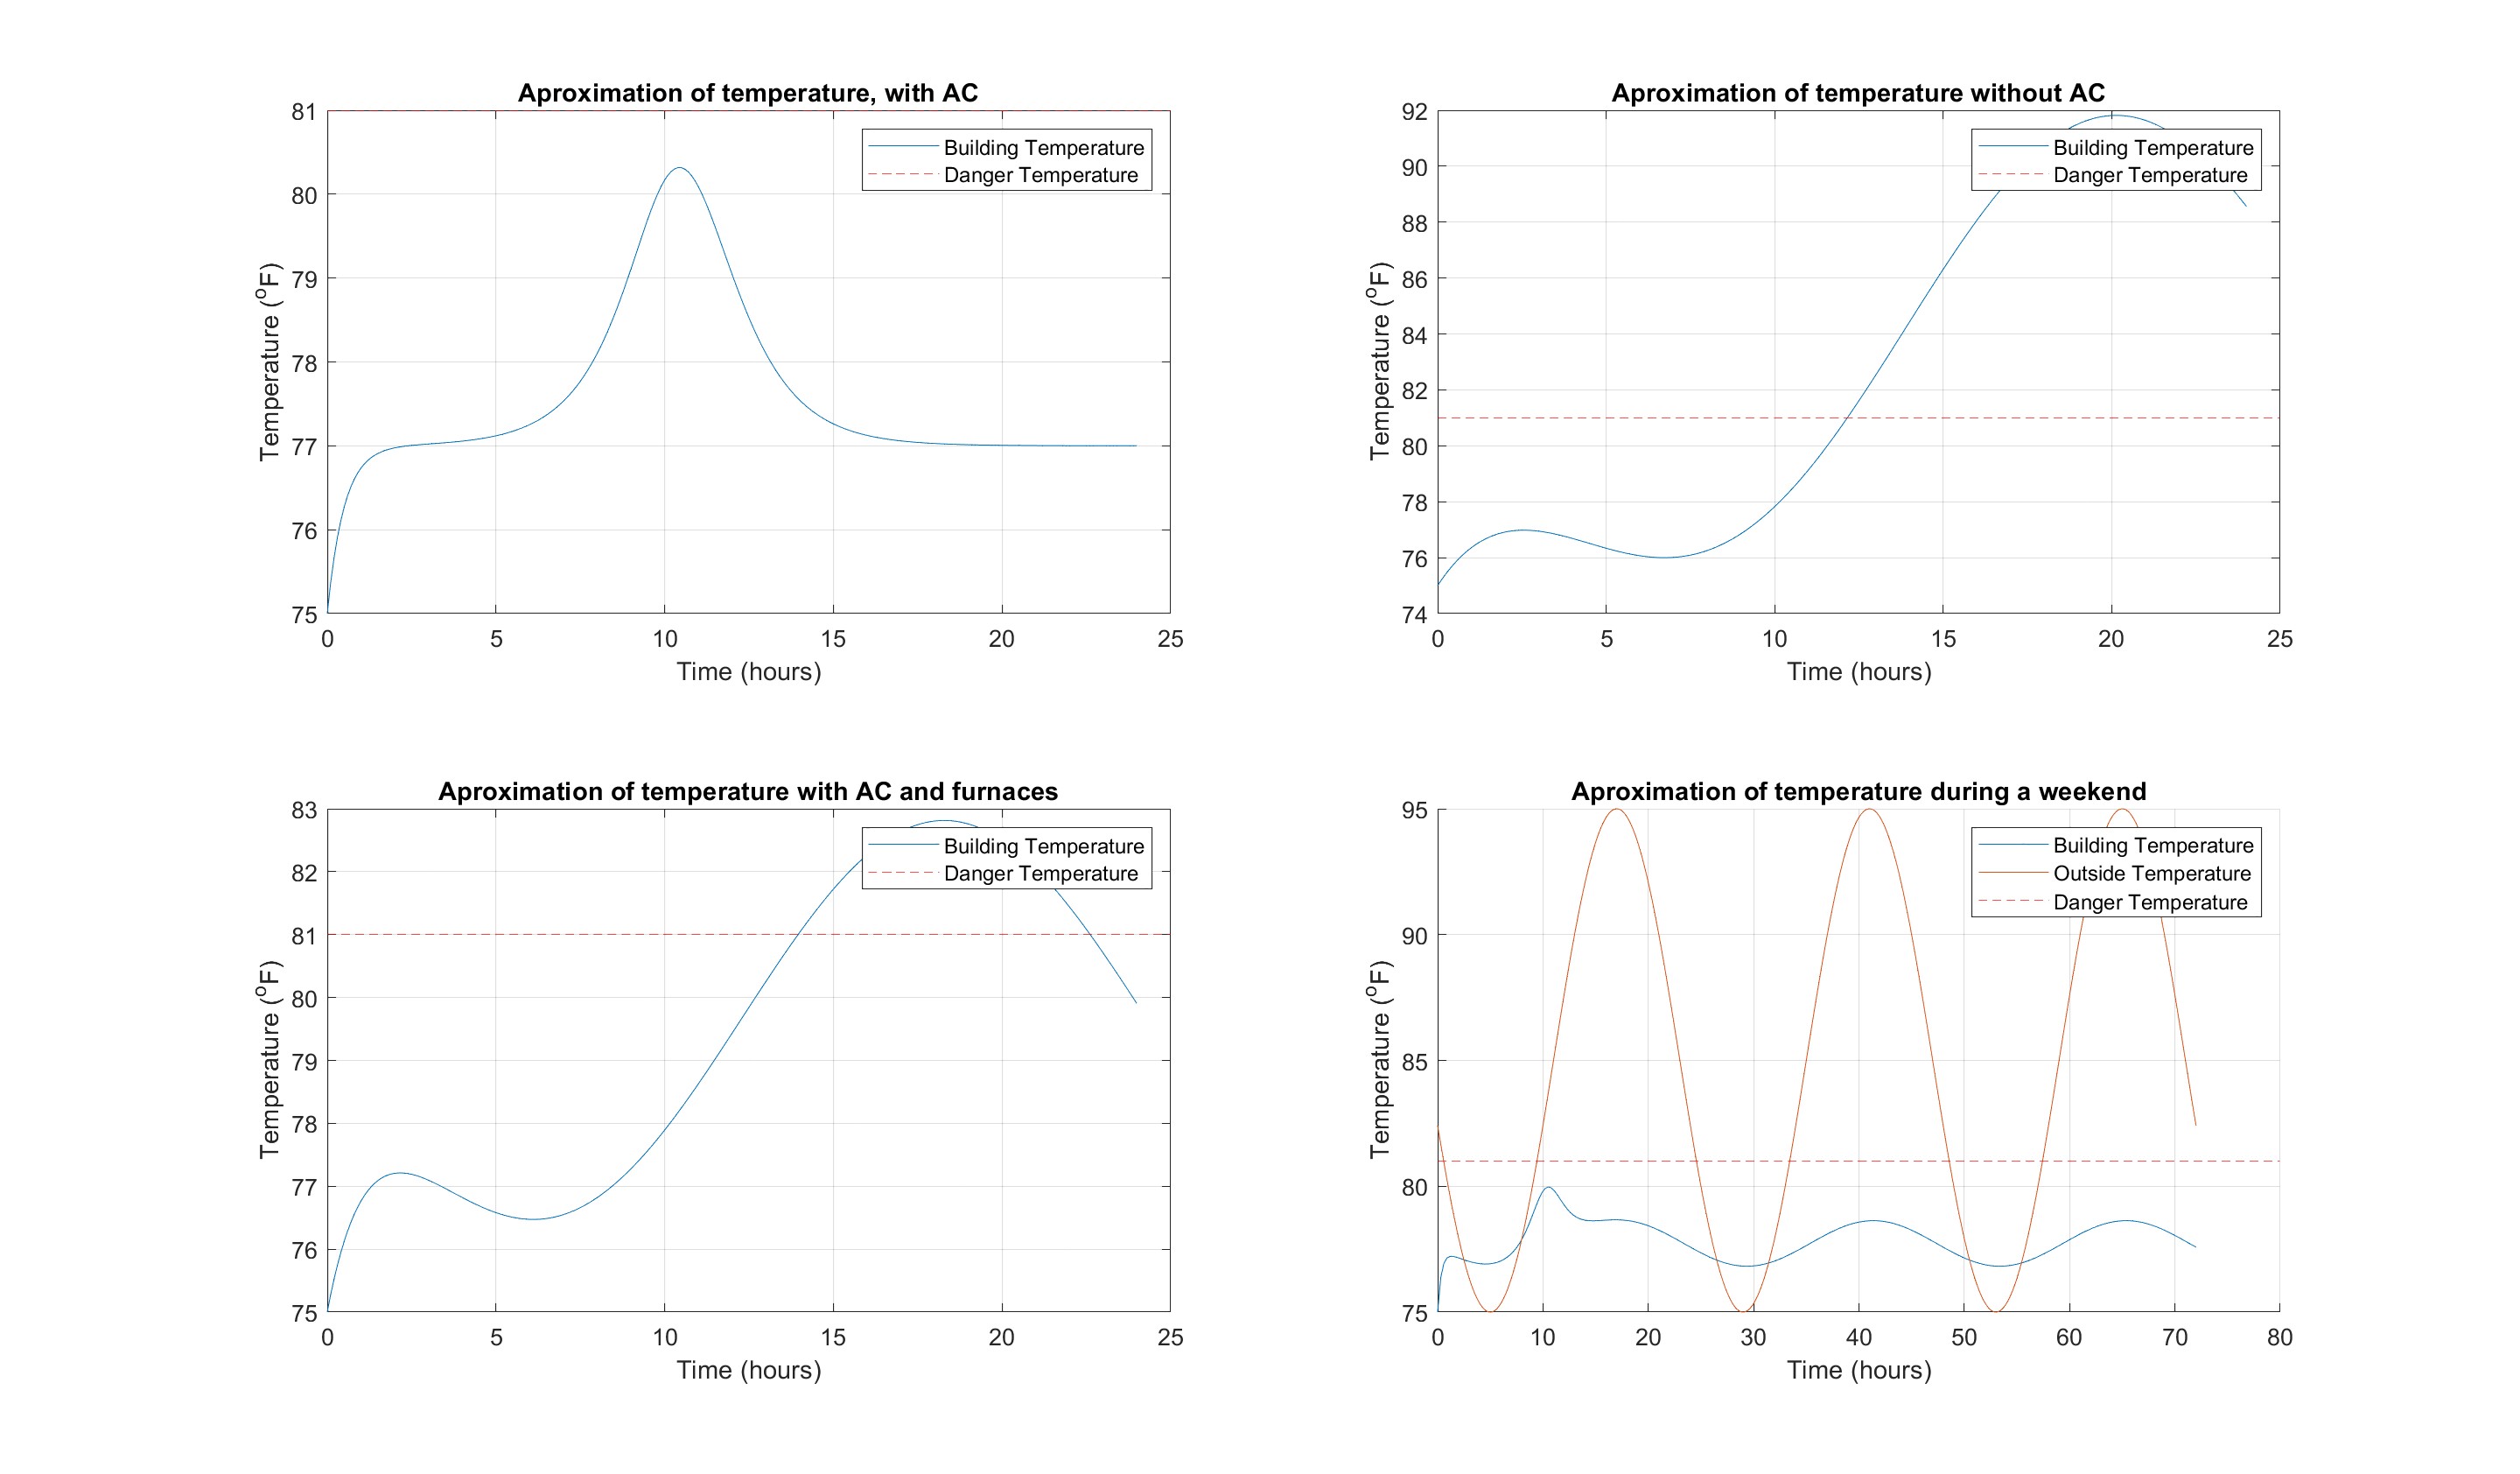 Aproximation of temperature, with AC
81
80
79
78
77
76
75
Temperature (°F)
Building Temperature
Danger Temperature
0 5 10 15 20 25
Time (hours)
Aproximation of temperature without AC
92
90
88
86
84
82
80
78
76
74
Temperature (°F)
Building Temperature
Danger Temperature
0 5 10 15 20 25
Time (hours)
Aproximation of temperature with AC and furnaces
83
82
81
80
79
78
77
76
75
Temperature (°F)
Building Temperature
Danger Temperature
0 5 10 15 20 25
Time (hours)
Aproximation of temperature during a weekend
95
90
85
80
75
Temperature (°F)
Building Temperature
Outside Temperature
Danger Temperature
0 10 20 30 40 50 60 70 80
Time (hours)